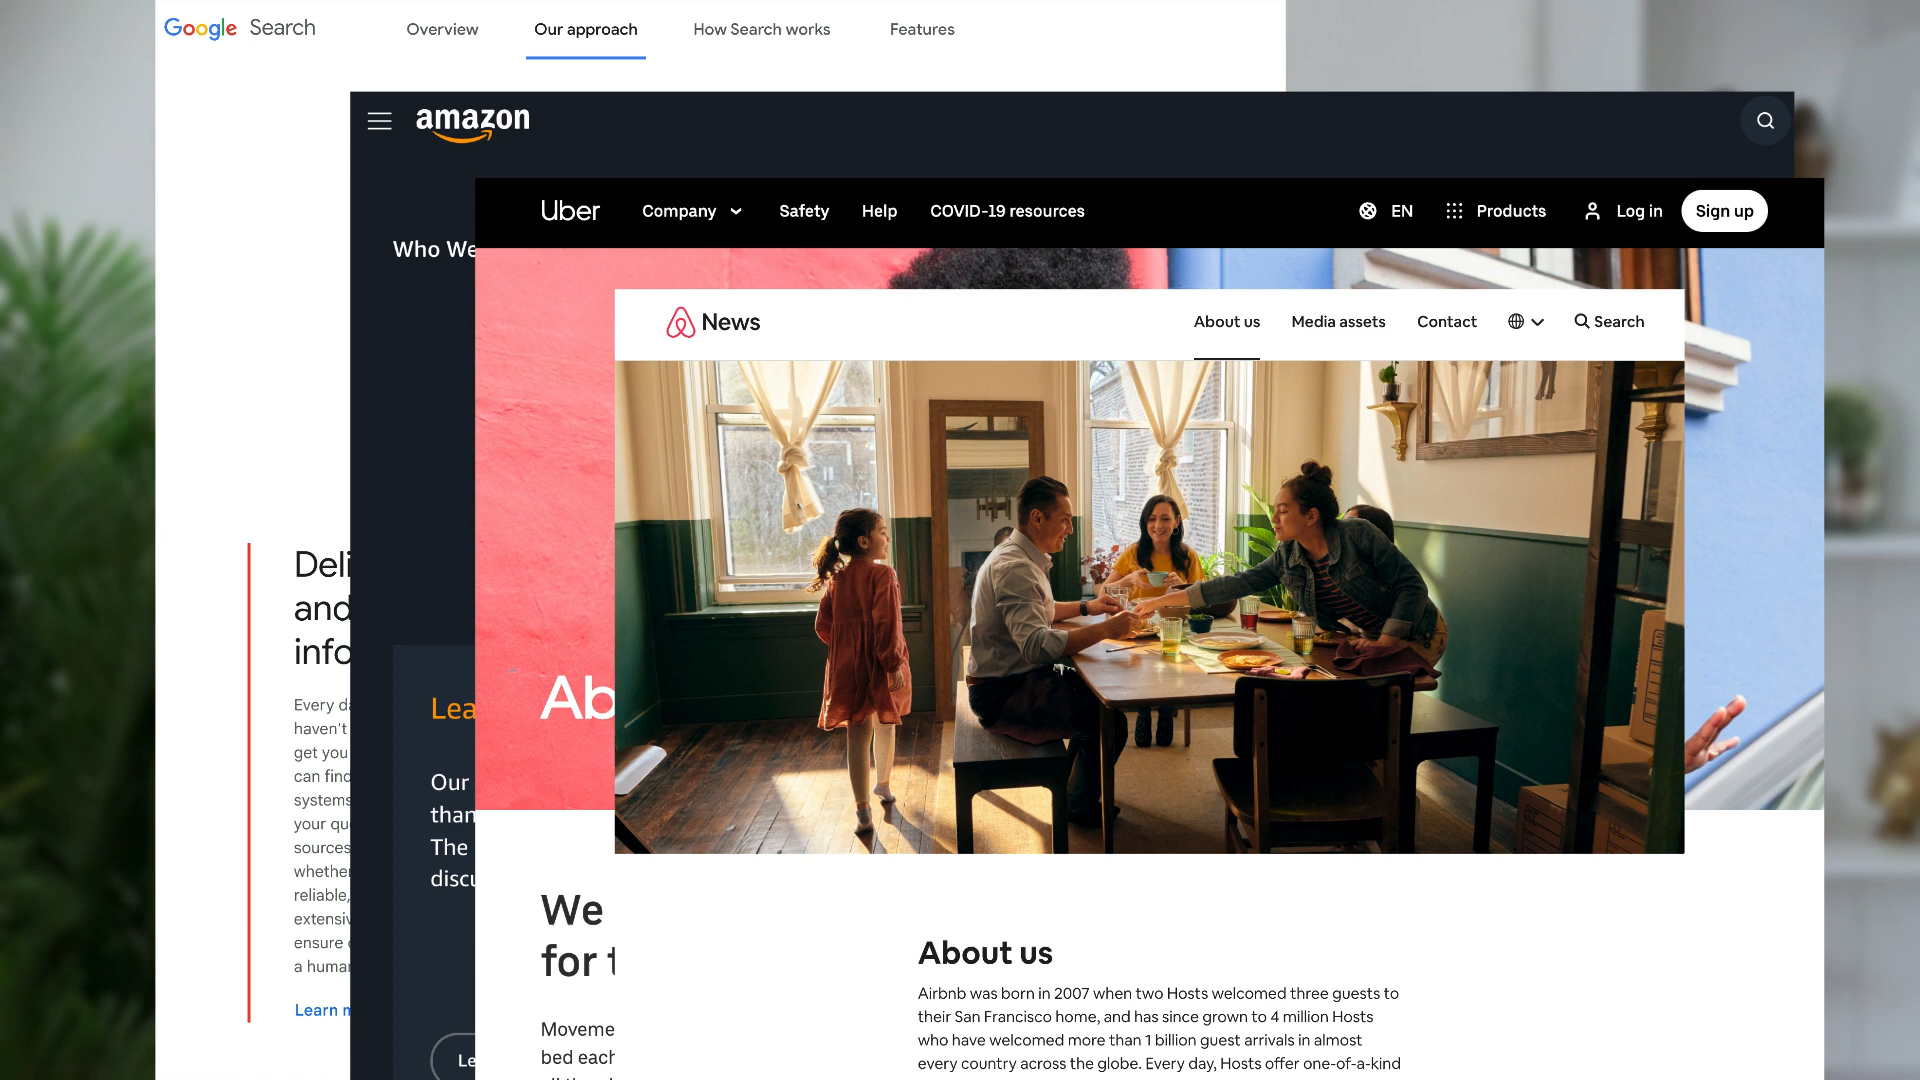 Google Search
Overview
Our approach
How Search works
Features
amazon
Who We
Uber
Company
Safety
Help
COVID-19 resources
EN
Products
Log in
Sign up
News
About us
Media assets
Contact
Search
Deli
and
info
Every da
haven't
get you
can find
systems
your qu
sources
whether
reliable,
extensiv
ensure
a human
Learn m
Lea
Our
than
The
discu
Le
Ab
We
for t
Moveme
bed each
About us
Airbnb was born in 2007 when two Hosts welcomed three guests to
their San Francisco home, and has since grown to 4 million Hosts
who have welcomed more than 1 billion guest arrivals in almost
every country across the globe. Every day, Hosts offer one-of-a-kind